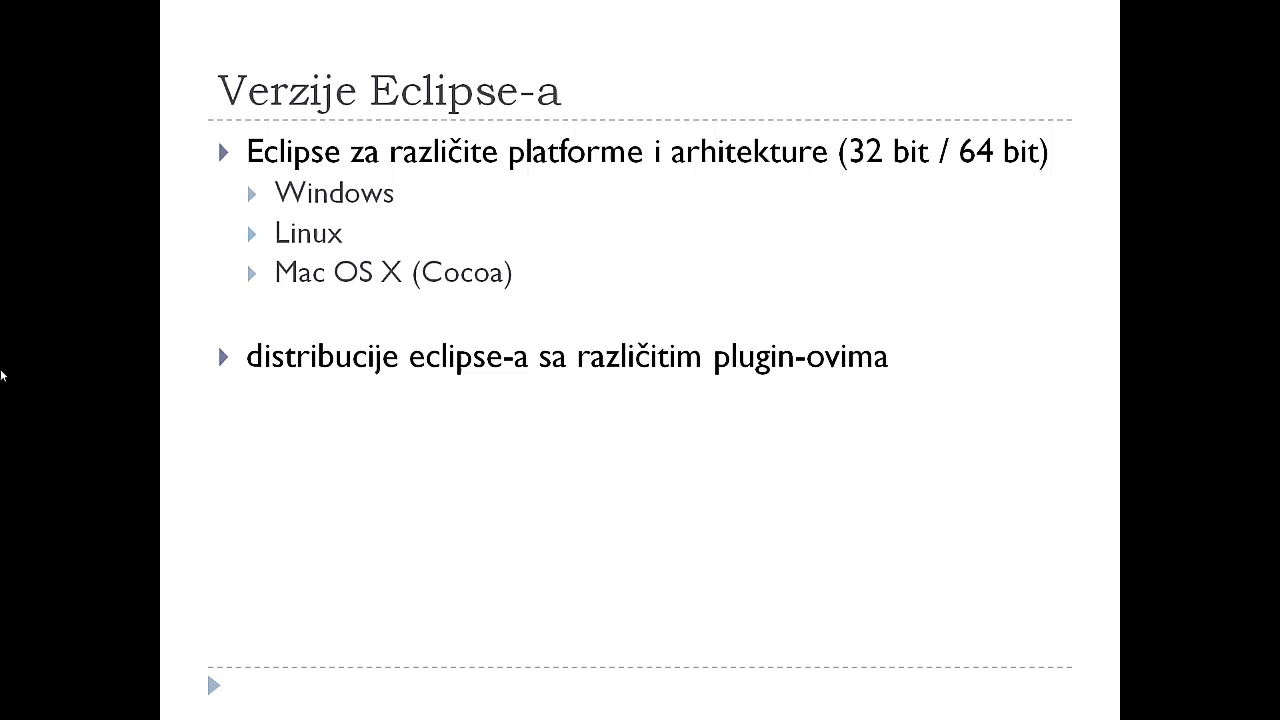 Verzije Eclipse-a
Eclipse za različite platforme i arhitekture (32 bit / 64 bit)
Windows
Linux
Mac OS X (Cocoa)
distribucije eclipse-a sa različitim plugin-ovima